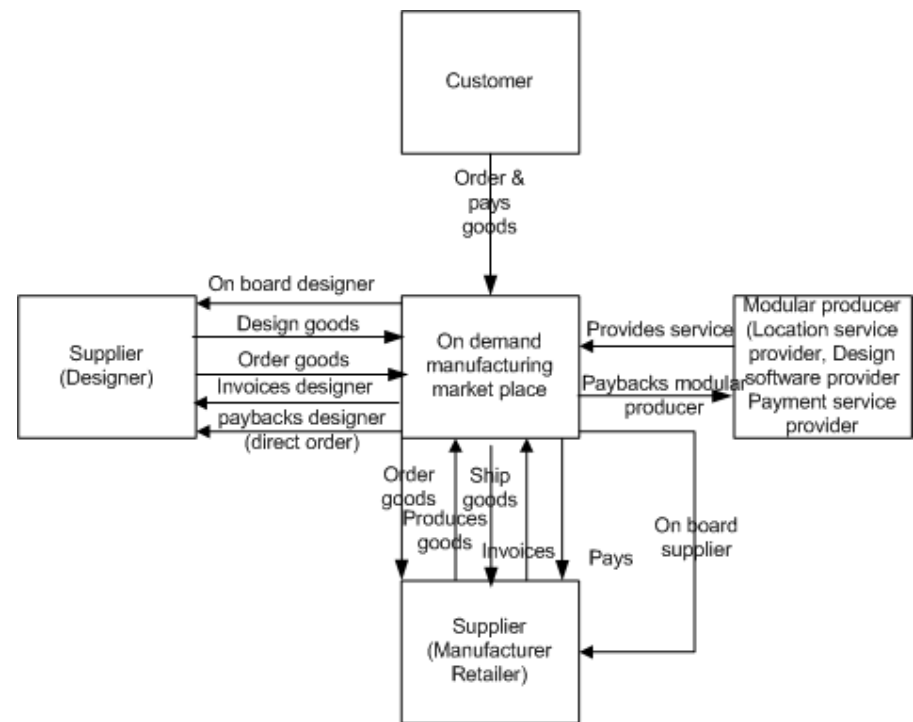 Customer
Order &
pays
goods
On board designer
Design goods
Order goods
Invoices designer
paybacks designer
(direct order)
Supplier
(Designer)
On demand
manufacturing
market place
Provides service
Paybacks modular
producer
Modular producer
(Location service
provider, Design
software provider
Payment service
provider
Order
goods
Produces
goods
Ship
goods
Invoices
Pays
On board
supplier
Supplier
(Manufacturer
Retailer)